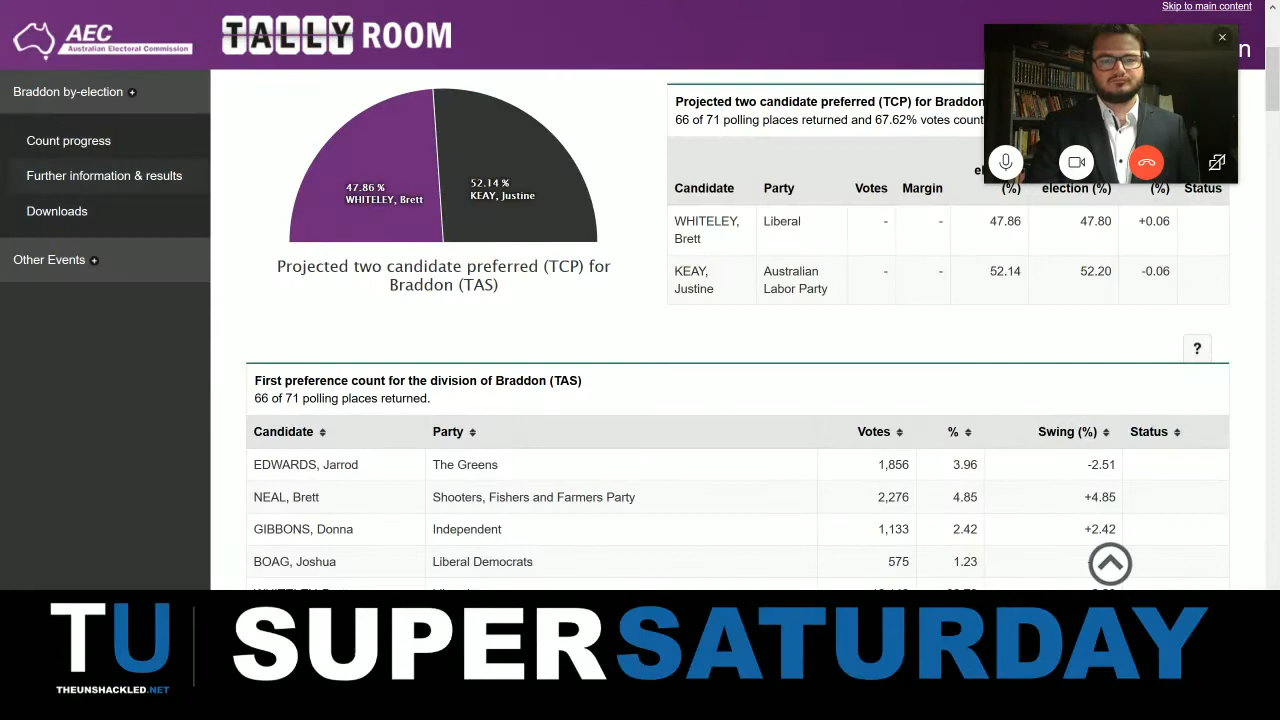 Skip to main content
AEC
Australian Electoral Commission
TALLY ROOM
n
Braddon by-election
Count progress
Further information & results
Downloads
Other Events
47.86 %
WHITELEY, Brett
52.14 %
KEAY, Justine
Projected two candidate preferred (TCP) for
Braddon (TAS)
Projected two candidate preferred (TCP) for Braddon
66 of 71 polling places returned and 67.62% votes count
Candidate Party Votes Margin (%) election (%) (%) Status
WHITELEY, Brett Liberal - - 47.86 47.80 +0.06
KEAY, Justine Australian Labor Party - - 52.14 52.20 -0.06
?
First preference count for the division of Braddon (TAS)
66 of 71 polling places returned.
Candidate Party Votes % Swing (%) Status
EDWARDS, Jarrod The Greens 1,856 3.96 -2.51
NEAL, Brett Shooters, Fishers and Farmers Party 2,276 4.85 +4.85
GIBBONS, Donna Independent 1,133 2.42 +2.42
BOAG, Joshua Liberal Democrats 575 1.23
TU SUPERSATURDAY
THEUNSHACKLED.NET